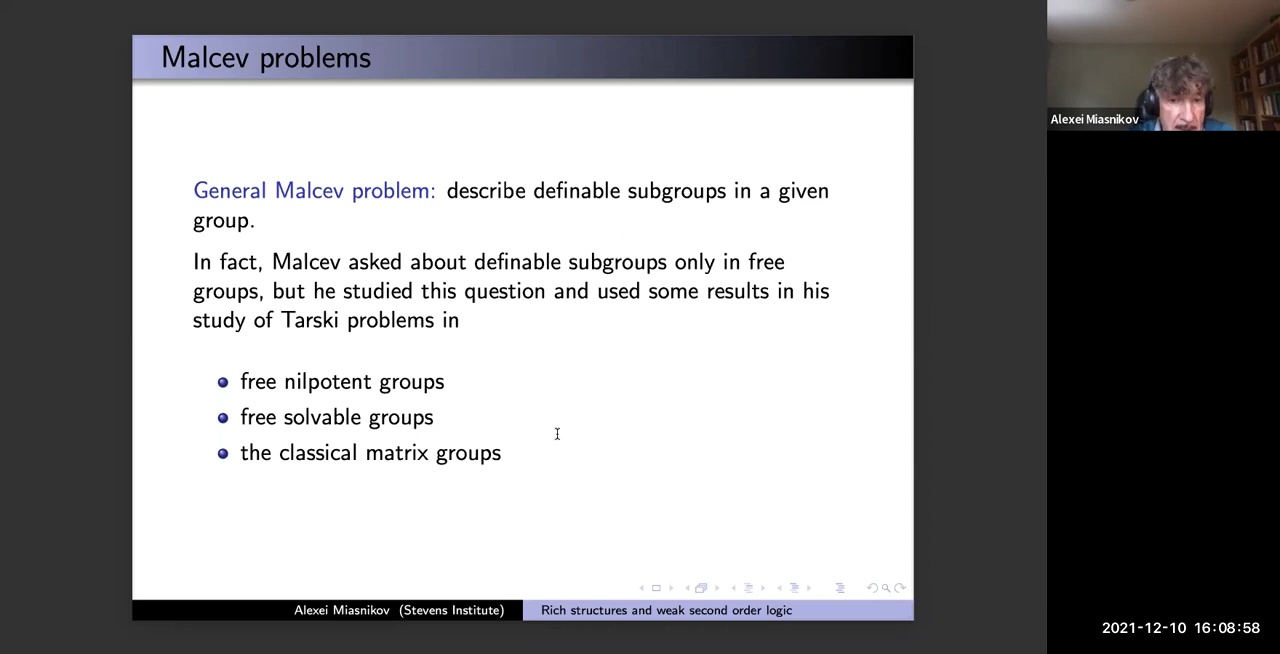 Malcev problems
General Malcev problem: describe definable subgroups in a given
group.
In fact, Malcev asked about definable subgroups only in free
groups, but he studied this question and used some results in his
study of Tarski problems in
free nilpotent groups
free solvable groups
the classical matrix groups
Alexei Miasnikov (Stevens Institute)
Rich structures and weak second order logic
Alexei Miasnikov
2021-12-10 16:08:58